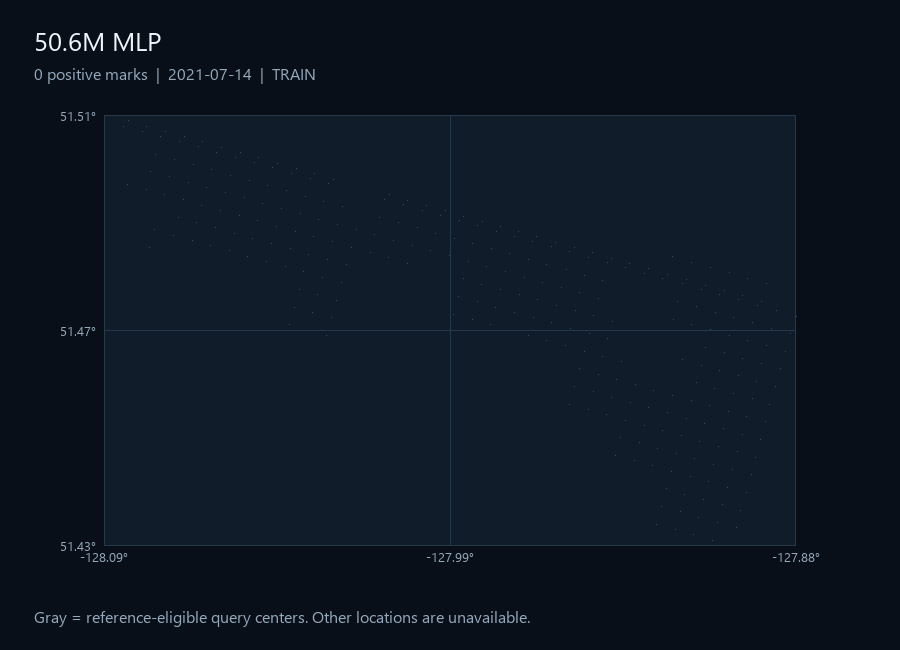 50.6M MLP
0 positive marks | 2021-07-14 | TRAIN
51.51°
51.47°
51.43°
-128.09°
-127.99°
-127.88°
Gray = reference-eligible query centers. Other locations are unavailable.